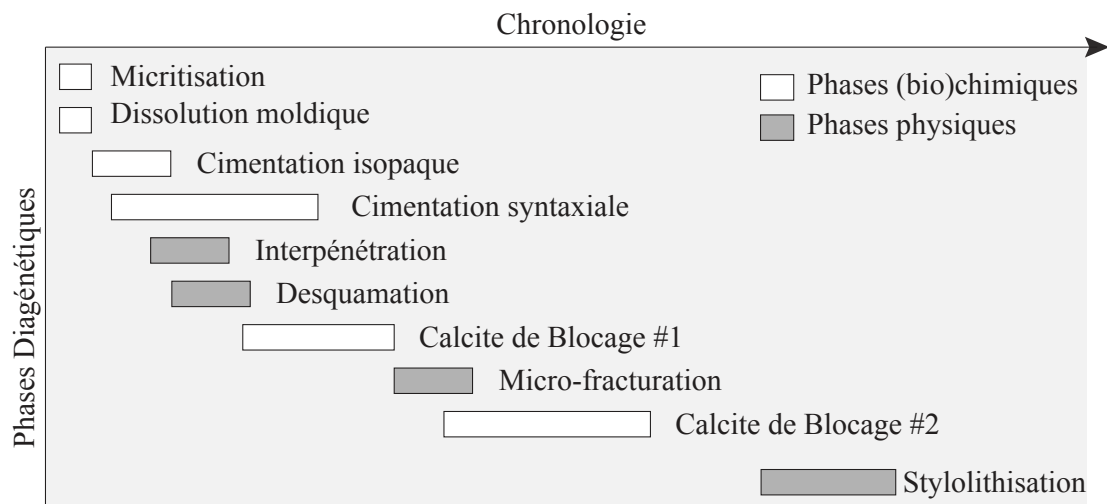 Chronologie
Phases Diagénétiques
Micritisation
Dissolution moldique
Cimentation isopaque
Cimentation syntaxiale
Interpénétration
Desquamation
Calcite de Blocage #1
Micro-fracturation
Calcite de Blocage #2
Stylolithisation
Phases (bio)chimiques
Phases physiques